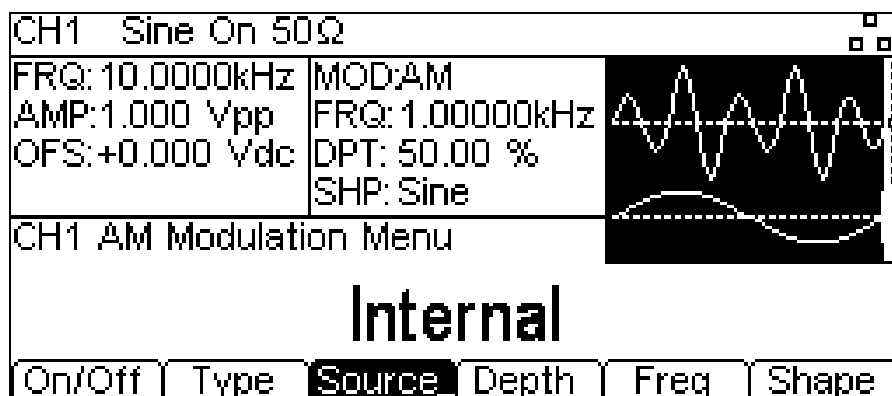 CH1 Sine On 50Ω
FRQ: 10.0000kHz
AMP:1.000 Vpp
OFS:+0.000 Vdc
MOD:AM
FRQ: 1.00000kHz
DPT: 50.00 %
SHP: Sine
CH1 AM Modulation Menu
Internal
On/Off Type Source Depth Freq Shape